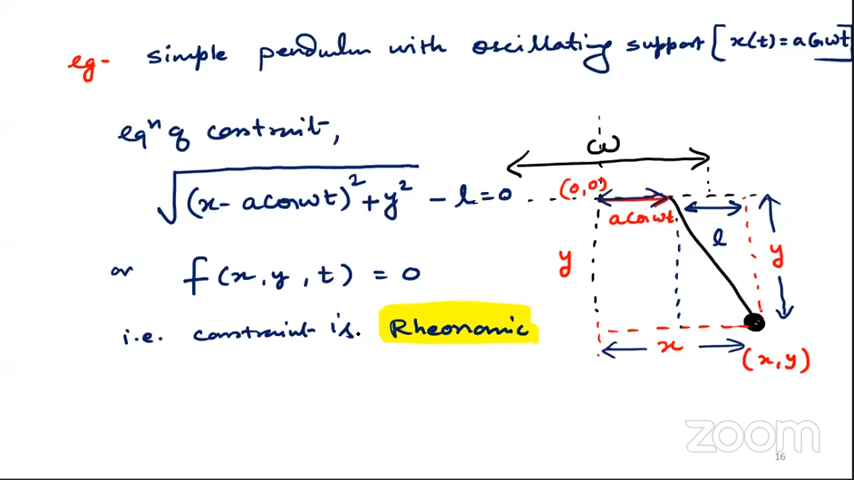 eg- simple pendulum with oscillating support [x(t)=a cos ωt]
eqⁿ of constraint,
√((x - a cos ωt)² + y²) - l = 0
or f(x, y, t) = 0
i.e. constraint is. Rheonomic
ω
(0,0)
a cos ωt
l
y
y
x
(x, y)
zoom
16